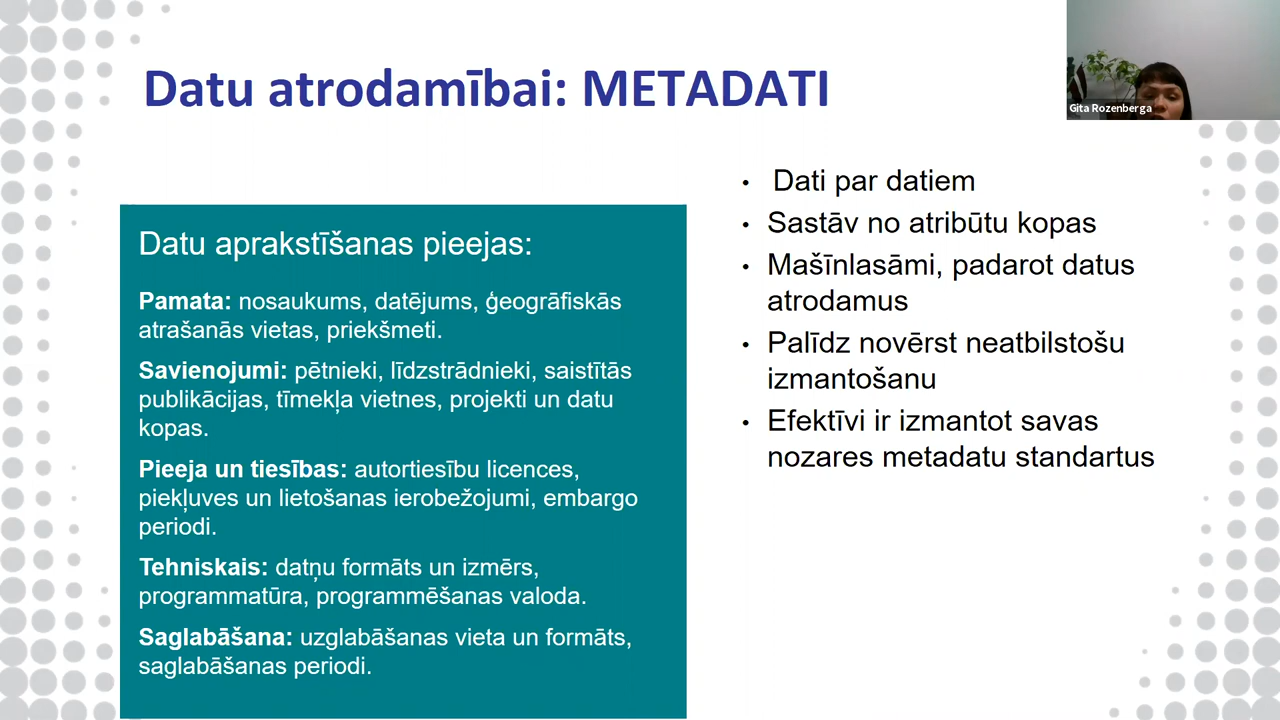 Datu atrodamībai: METADATI
Gita Rozenberga
Datu aprakstīšanas pieejas:
Pamata: nosaukums, datējums, ģeogrāfiskās
atrašanās vietas, priekšmeti.
Savienojumi: pētnieki, līdzstrādnieki, saistītās
publikācijas, tīmekļa vietnes, projekti un datu
kopas.
Pieeja un tiesības: autortiesību licences,
piekļuves un lietošanas ierobežojumi, embargo
periodi.
Tehniskais: datņu formāts un izmērs,
programmatūra, programmēšanas valoda.
Saglabāšana: uzglabāšanas vieta un formāts,
saglabāšanas periodi.
• Dati par datiem
• Sastāv no atribūtu kopas
• Mašīnlasāmi, padarot datus
atrodamus
• Palīdz novērst neatbilstošu
izmantošanu
• Efektīvi ir izmantot savas
nozares metadatu standartus